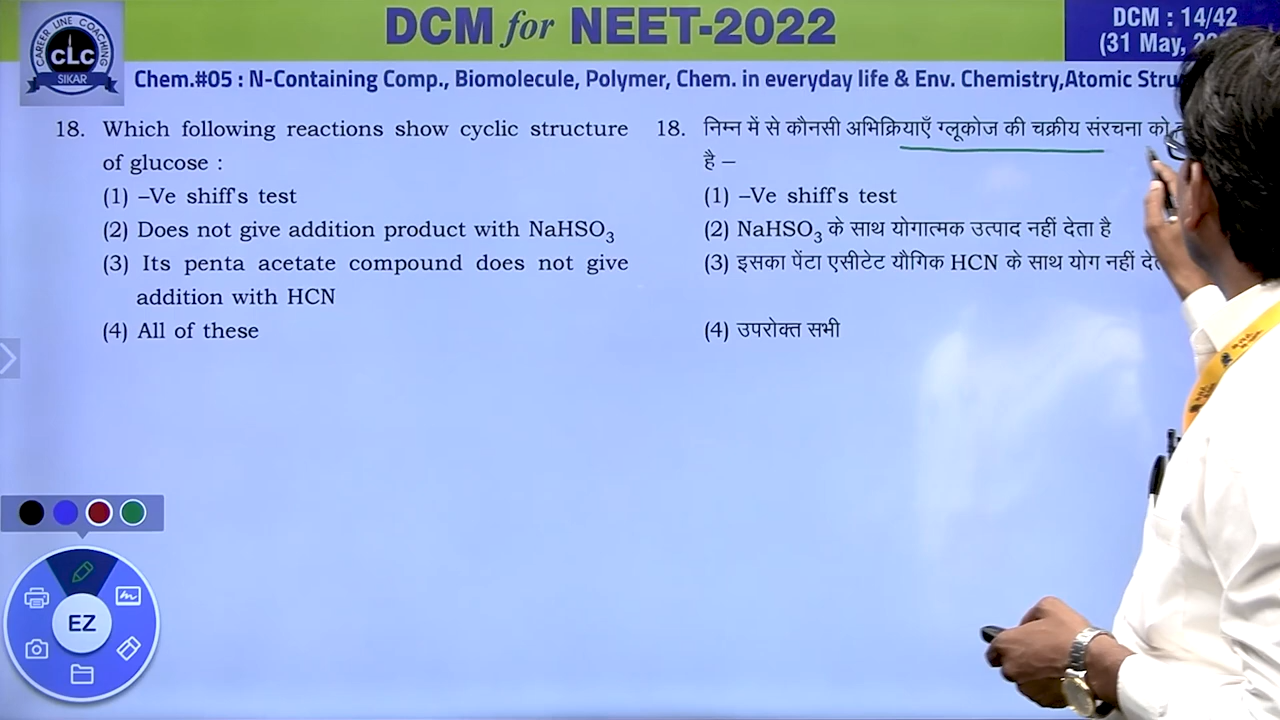 DCM for NEET-2022
DCM : 14/42
(31 May,
CAREER LINE COACHING
CLC
SIKAR
Chem.#05 : N-Containing Comp., Biomolecule, Polymer, Chem. in everyday life & Env. Chemistry,Atomic
18. Which following reactions show cyclic structure
of glucose :
(1) –Ve shiff's test
(2) Does not give addition product with NaHSO3
(3) Its penta acetate compound does not give
addition with HCN
(4) All of these
18. निम्न में से कौनसी अभिक्रियाएँ ग्लूकोज की चक्रीय संरचना को
है –
(1) –Ve shiff's test
(2) NaHSO3 के साथ योगात्मक उत्पाद नहीं देता है
(3) इसका पेंटा एसीटेट यौगिक HCN के साथ योग नहीं
(4) उपरोक्त सभी
EZ